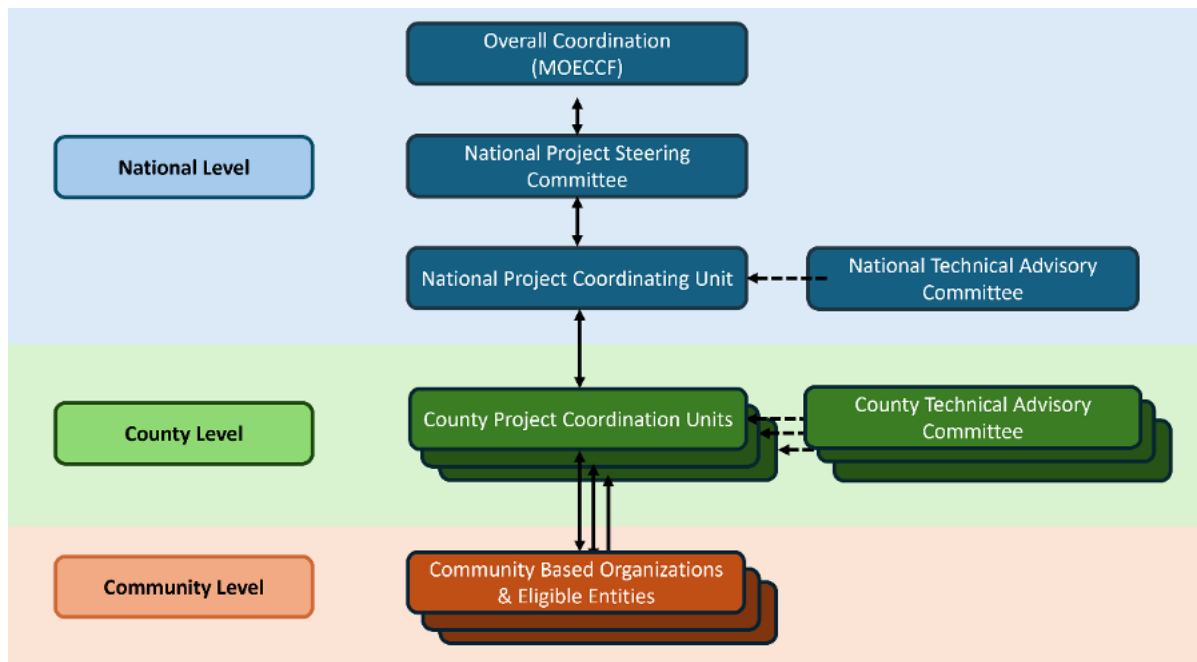 Overall Coordination
(MOECCF)
National Level
National Project Steering
Committee
National Project Coordinating Unit
National Technical Advisory
Committee
County Level
County Project Coordination Units
County Technical Advisory
Committee
Community Level
Community Based Organizations
& Eligible Entities